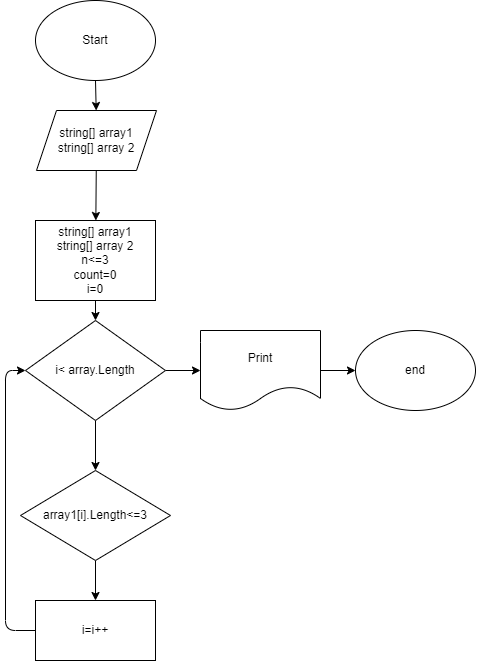 Start
string[] array1
string[] array 2
string[] array1
string[] array 2
n<=3
count=0
i=0
i< array.Length
Print
end
array1[i].Length<=3
i=i++